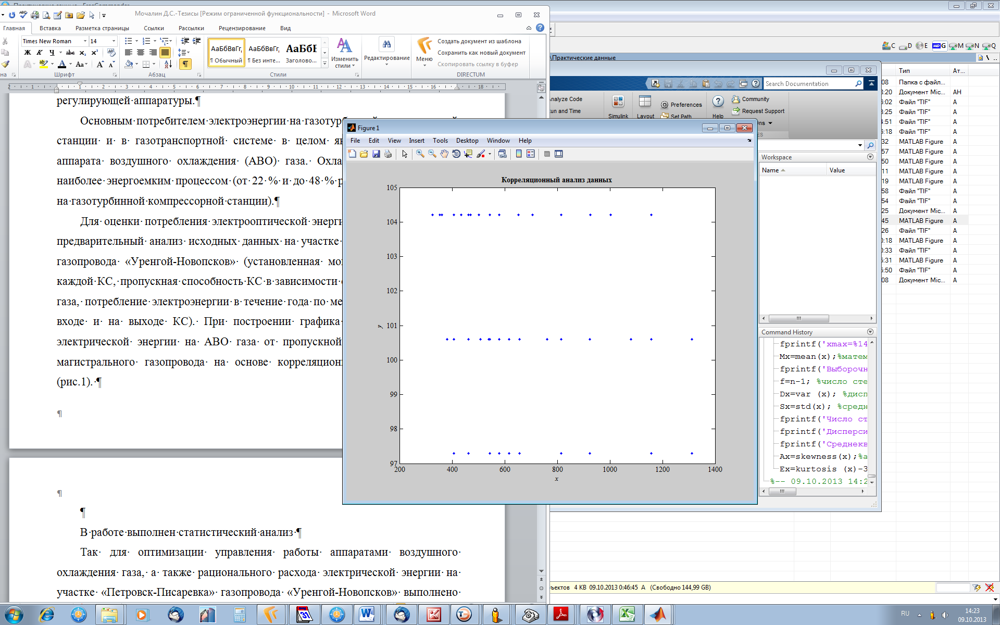 Мочалин Д.С.-Тезисы [Режим ограниченной функциональности] - Microsoft Word
Главная Вставка Разметка страницы Ссылки Рассылки Рецензирование Вид
Times New Roman 14
АаБбВвГг, АаБбВвГг, АаБбЕ
¶ Обычный ¶ Без инте... Заголово...
Изменить стили
Редактирование
Меню
Создать документ из шаблона
Сохранить как новый документ
Скопировать ссылку в буфер
Шрифт Абзац Стили DIRECTUM
регулирующей аппаратуры.¶
Основным потребителем электроэнергии на газотурб
станции и в газотранспортной системе в целом яв
аппарата воздушного охлаждения (АВО) газа. Охла
наиболее энергоемким процессом (от 22 % и до 48 % р
на газотурбинной компрессорной станции).¶
Для оценки потребления электрооптической энерги
предварительный анализ исходных данных на участке
газопровода «Уренгой-Новопсков» (установленная мо
каждой КС, пропускная способность КС в зависимости
газа, потребление электроэнергии в течение года по ме
входе и на выходе КС). При построении графика
электрической энергии на АВО газа от пропускной
магистрального газопровода на основе корреляцион
(рис.1). ¶
¶
¶
¶
В работе выполнен статистический анализ ¶
Так для оптимизации управления работы аппаратами воздушного
охлаждения газа, а также рационального расхода электрической энергии на
участке «Петровск-Писаревка» газопровода «Уренгой-Новопсков» выполнено
Figure 1
File Edit View Insert Tools Desktop Window Help
Корреляционный анализ данных
105
104
103
102
101
100
99
98
97
y
200 400 600 800 1000 1200 1400
x
C D E G M N Q
\Практические данные
Search Documentation
nalyze Code
un and Time
Simulink
Layout
Preferences
Set Path
Help
Community
Request Support
Workspace
Name Value
Command History
fprintf('xmax=%14
Mx=mean(x);%матем
fprintf('Выборочн
f=n-1; %число сте
Dx=var (x); %дисп
Sx=std(x); %средн
fprintf('Число ст
fprintf('Дисперси
fprintf('Среднекв
Ax=skewness(x);%а
Ex=kurtosis (x)-3
%-- 09.10.2013 14:2
Тип Ат...
08 Папка с файл...
3:20 Документ Mic... AH
5:02 Файл "TIF" A
3:25 Файл "TIF" A
4:51 Файл "TIF" A
5:18 Файл "TIF" A
32 MATLAB Figure A
57 MATLAB Figure A
50 MATLAB Figure A
11 MATLAB Figure A
19 MATLAB Figure A
58 Файл "TIF" A
54 Файл "TIF" A
25 Документ Mic... A
45 MATLAB Figure A
26 Файл "TIF" A
0:18 MATLAB Figure A
0:33 Файл "TIF" A
5:31 MATLAB Figure A
5:50 Файл "TIF" A
08 Документ Mic... A
ъектов 4 KB 09.10.2013 0:46:45 A (Свободно 144,99 GB)
RU
14:23
09.10.2013